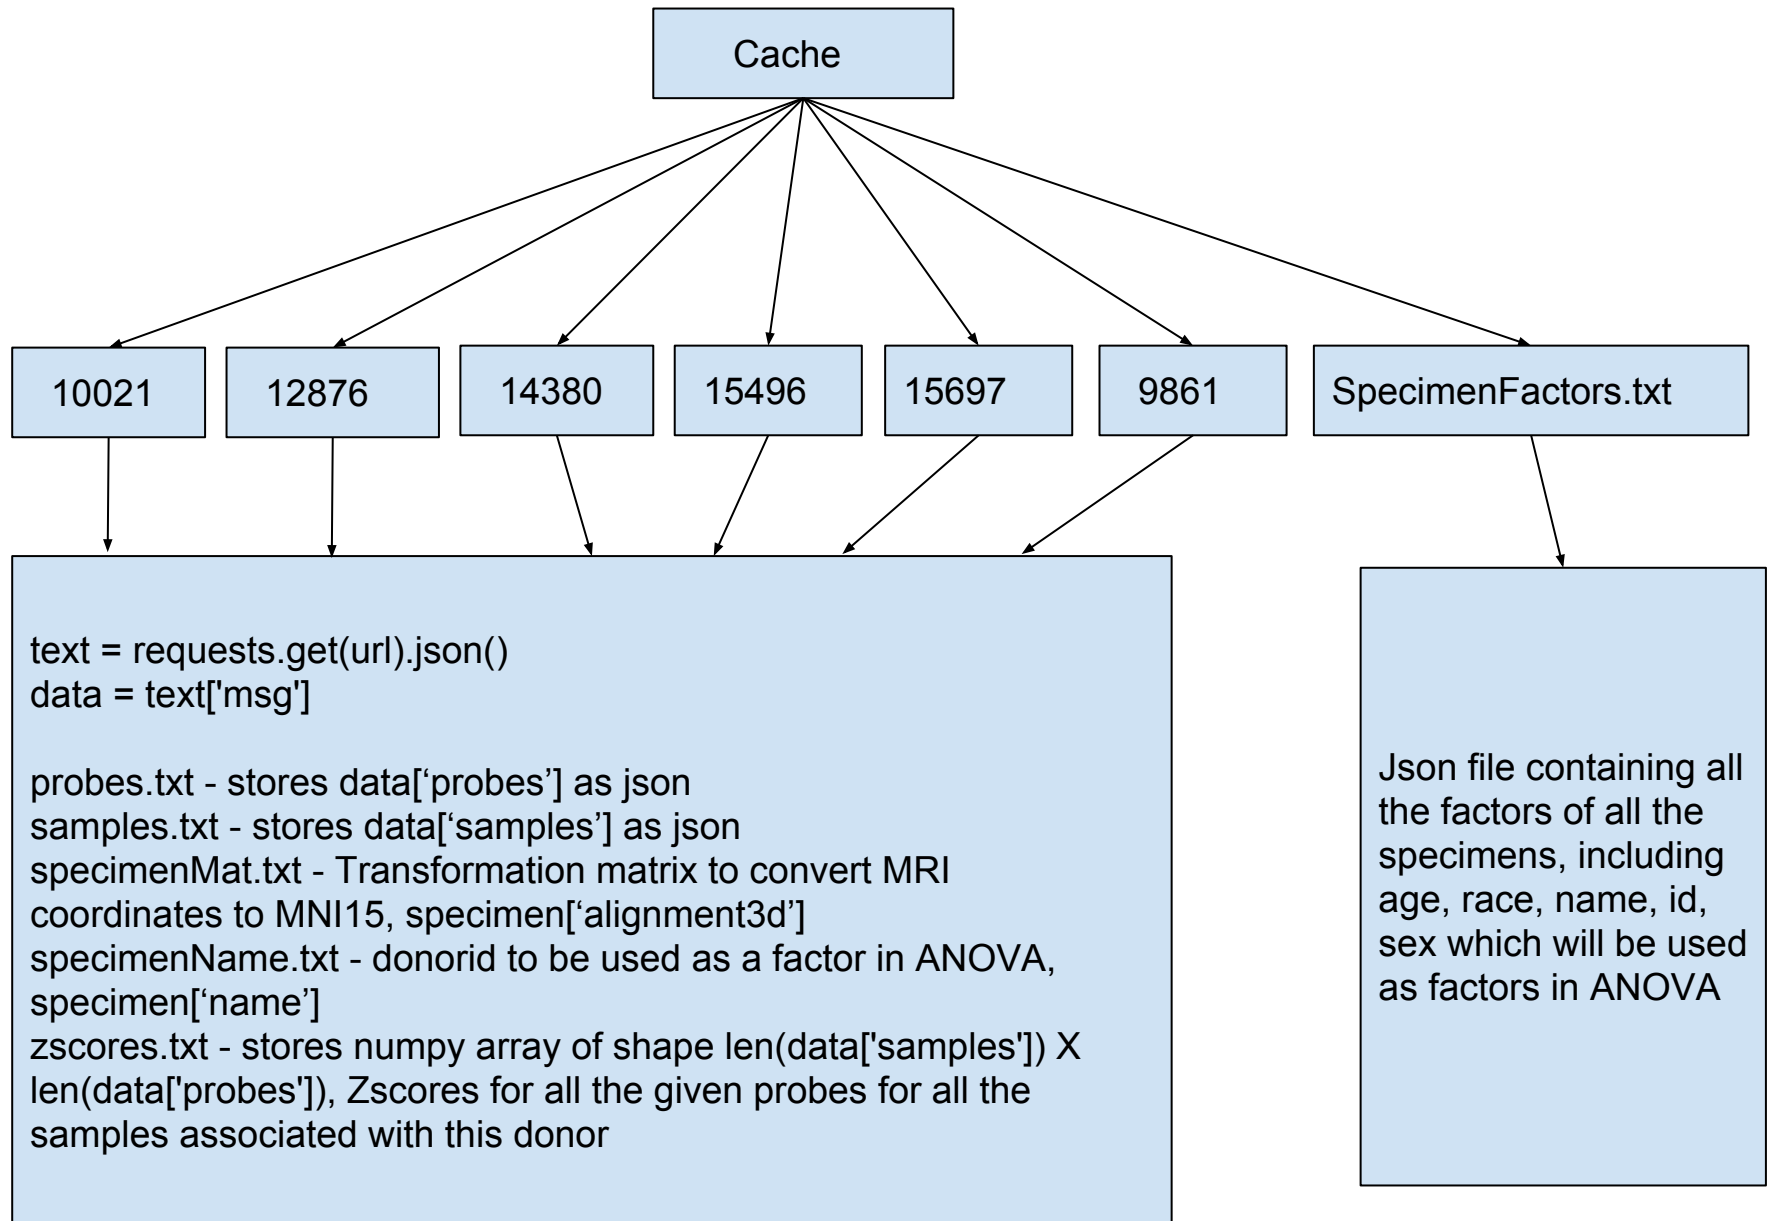 Cache
10021
12876
14380
15496
15697
9861
SpecimenFactors.txt
text = requests.get(url).json()
data = text['msg']
probes.txt - stores data[‘probes’] as json
samples.txt - stores data[‘samples’] as json
specimenMat.txt - Transformation matrix to convert MRI
coordinates to MNI15, specimen[‘alignment3d’]
specimenName.txt - donorid to be used as a factor in ANOVA,
specimen[‘name’]
zscores.txt - stores numpy array of shape len(data['samples']) X
len(data['probes']), Zscores for all the given probes for all the
samples associated with this donor
Json file containing all
the factors of all the
specimens, including
age, race, name, id,
sex which will be used
as factors in ANOVA